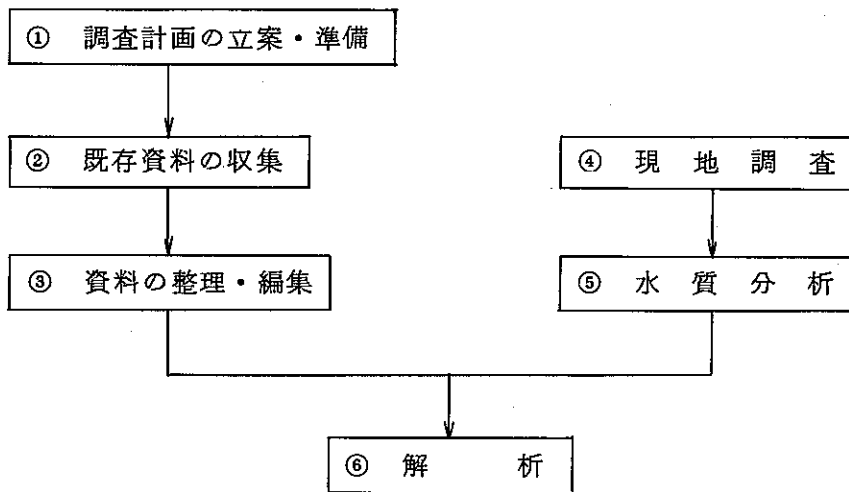 ① 調査計画の立案・準備
② 既存資料の収集
③ 資料の整理・編集
④ 現地調査
⑤ 水質分析
⑥ 解析